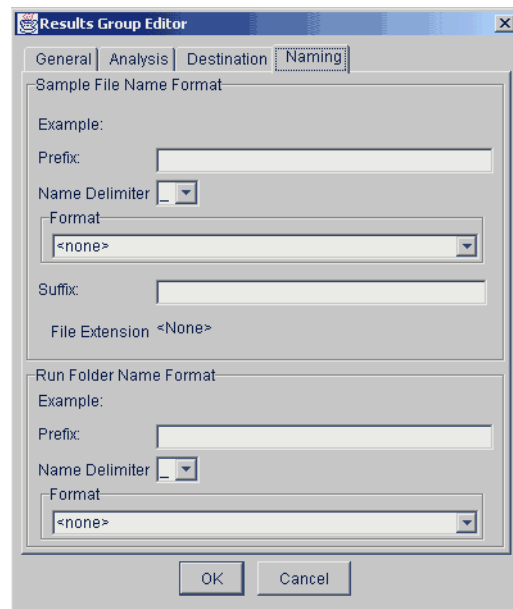 Results Group Editor
General Analysis Destination Naming
Sample File Name Format
Example:
Prefix:
Name Delimiter _
Format
<none>
Suffix:
File Extension <None>
Run Folder Name Format
Example:
Prefix:
Name Delimiter _
Format
<none>
OK Cancel